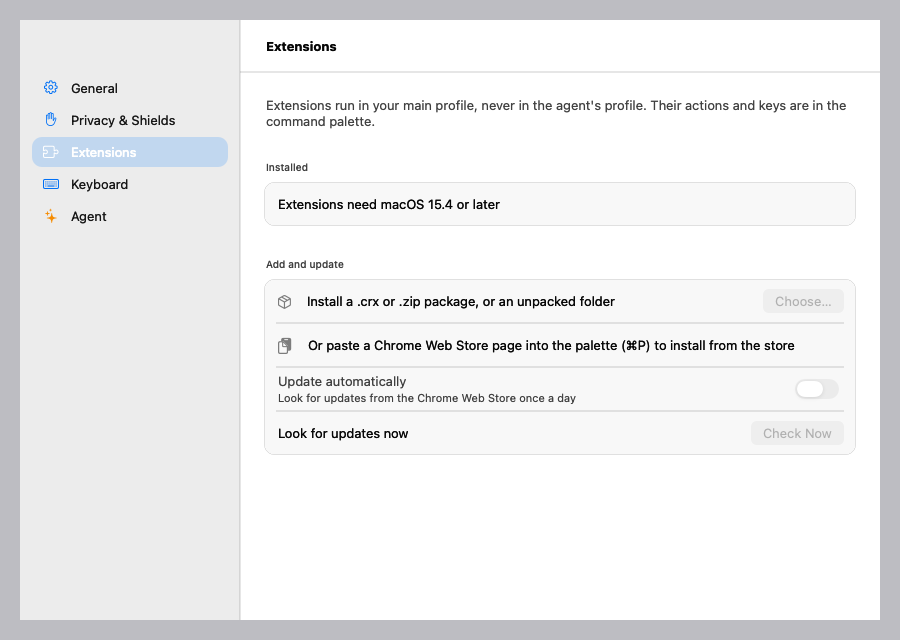 Extensions
General
Privacy & Shields
Extensions
Keyboard
Agent
Extensions run in your main profile, never in the agent's profile. Their actions and keys are in the
command palette.
Installed
Extensions need macOS 15.4 or later
Add and update
Install a .crx or .zip package, or an unpacked folder
Choose...
Or paste a Chrome Web Store page into the palette (⌘P) to install from the store
Update automatically
Look for updates from the Chrome Web Store once a day
Look for updates now
Check Now